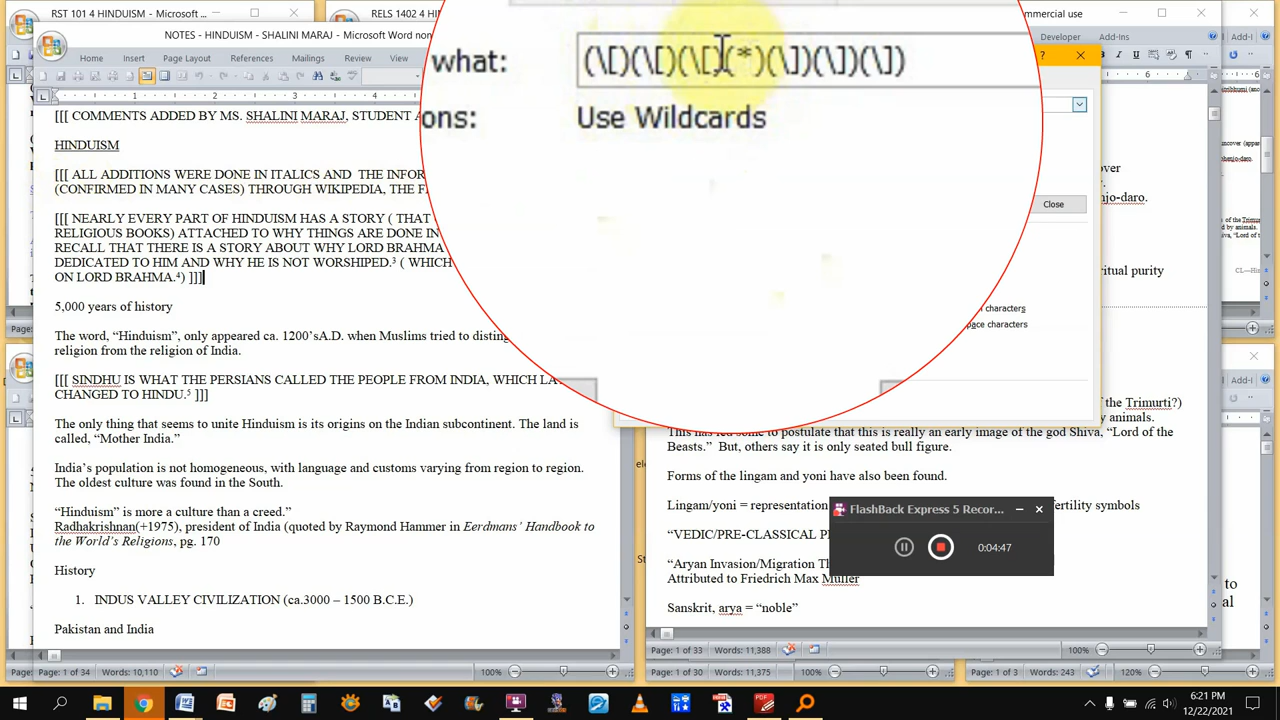 RST 101 #4 HINDUISM - Microsoft ...
RELS 1402 4 HIND
mmercial use
NOTES - HINDUISM - SHALINI MARAJ - Microsoft Word non
Home
Insert
Page Layout
References
Mailings
Review
Developer
Add-Ins
what:
(\[)(\[)(\[)(*)(\])(\])(\])
ons:
Use Wildcards
Close
characters
pace characters
[[[ COMMENTS ADDED BY MS. SHALINI MARAJ, STUDENT A
HINDUISM
[[[ ALL ADDITIONS WERE DONE IN ITALICS AND THE INFOR
(CONFIRMED IN MANY CASES) THROUGH WIKIPEDIA, THE F
[[[ NEARLY EVERY PART OF HINDUISM HAS A STORY ( THAT
RELIGIOUS BOOKS) ATTACHED TO WHY THINGS ARE DONE IN
RECALL THAT THERE IS A STORY ABOUT WHY LORD BRAHMA
DEDICATED TO HIM AND WHY HE IS NOT WORSHIPED.³ ( WHICH
ON LORD BRAHMA.⁴) ]]]
5,000 years of history
The word, “Hinduism”, only appeared ca. 1200’sA.D. when Muslims tried to disting
religion from the religion of India.
[[[ SINDHU IS WHAT THE PERSIANS CALLED THE PEOPLE FROM INDIA, WHICH LA
CHANGED TO HINDU.⁵ ]]]
The only thing that seems to unite Hinduism is its origins on the Indian subcontinent. The land is
called, “Mother India.”
India’s population is not homogeneous, with language and customs varying from region to region.
The oldest culture was found in the South.
“Hinduism” is more a culture than a creed.”
Radhakrishnan(+1975), president of India (quoted by Raymond Hammer in Eerdmans’ Handbook to
the World’s Religions, pg. 170
History
1. INDUS VALLEY CIVILIZATION (ca.3000 – 1500 B.C.E.)
Pakistan and India
Page: 1 of 34
Words: 10,110
100%
over
njo-daro.
ritual purity
of the Trimurti?)
y animals.
This has led some to postulate that this is really an early image of the god Shiva, “Lord of the
Beasts.” But, others say it is only seated bull figure.
Forms of the lingam and yoni have also been found.
Lingam/yoni = representation
fertility symbols
“VEDIC/PRE-CLASSICAL P
“Aryan Invasion/Migration Th
Attributed to Friedrich Max Muller
Sanskrit, arya = “noble”
FlashBack Express 5 Recor...
0:04:47
Page: 1 of 33
Words: 11,388
100%
Words: 11,375
100%
Page: 1 of 3
Words: 243
120%
6:21 PM
12/22/2021